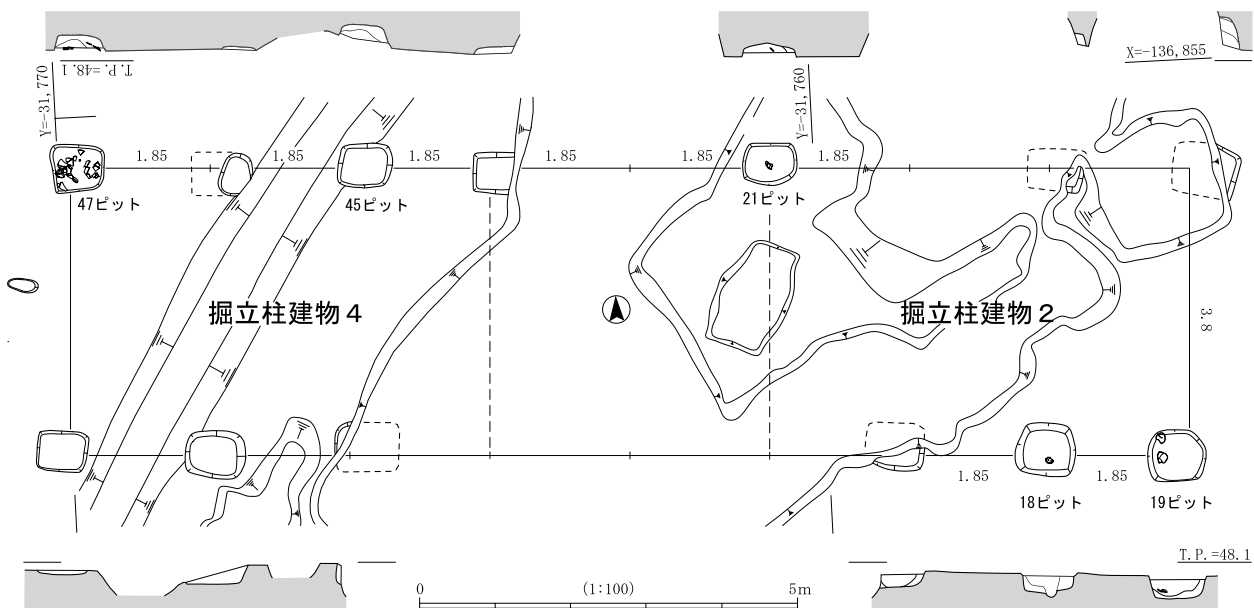 T.P.=48.1
X=-136,855
Y=-31,770
Y=-31,760
1.85
1.85
1.85
1.85
1.85
1.85
47ピット
45ピット
21ピット
掘立柱建物４
掘立柱建物２
3.8
1.85
1.85
18ピット
19ピット
T.P.=48.1
0
(1:100)
5m